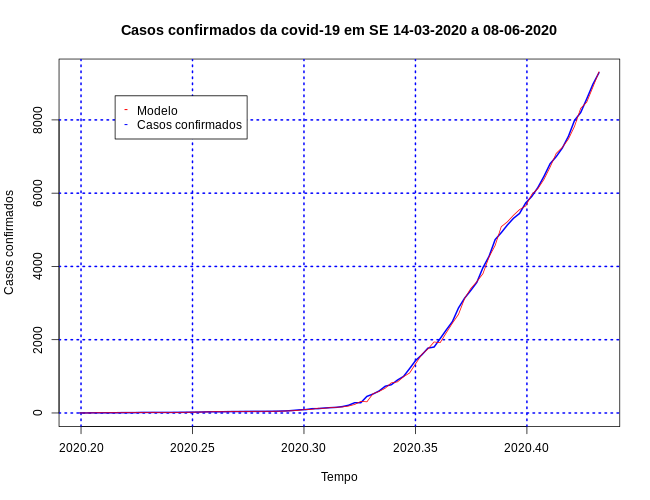 Casos confirmados da covid-19 em SE 14-03-2020 a 08-06-2020
Modelo
Casos confirmados
Casos confirmados
8000
6000
4000
2000
0
2020.20 2020.25 2020.30 2020.35 2020.40
Tempo